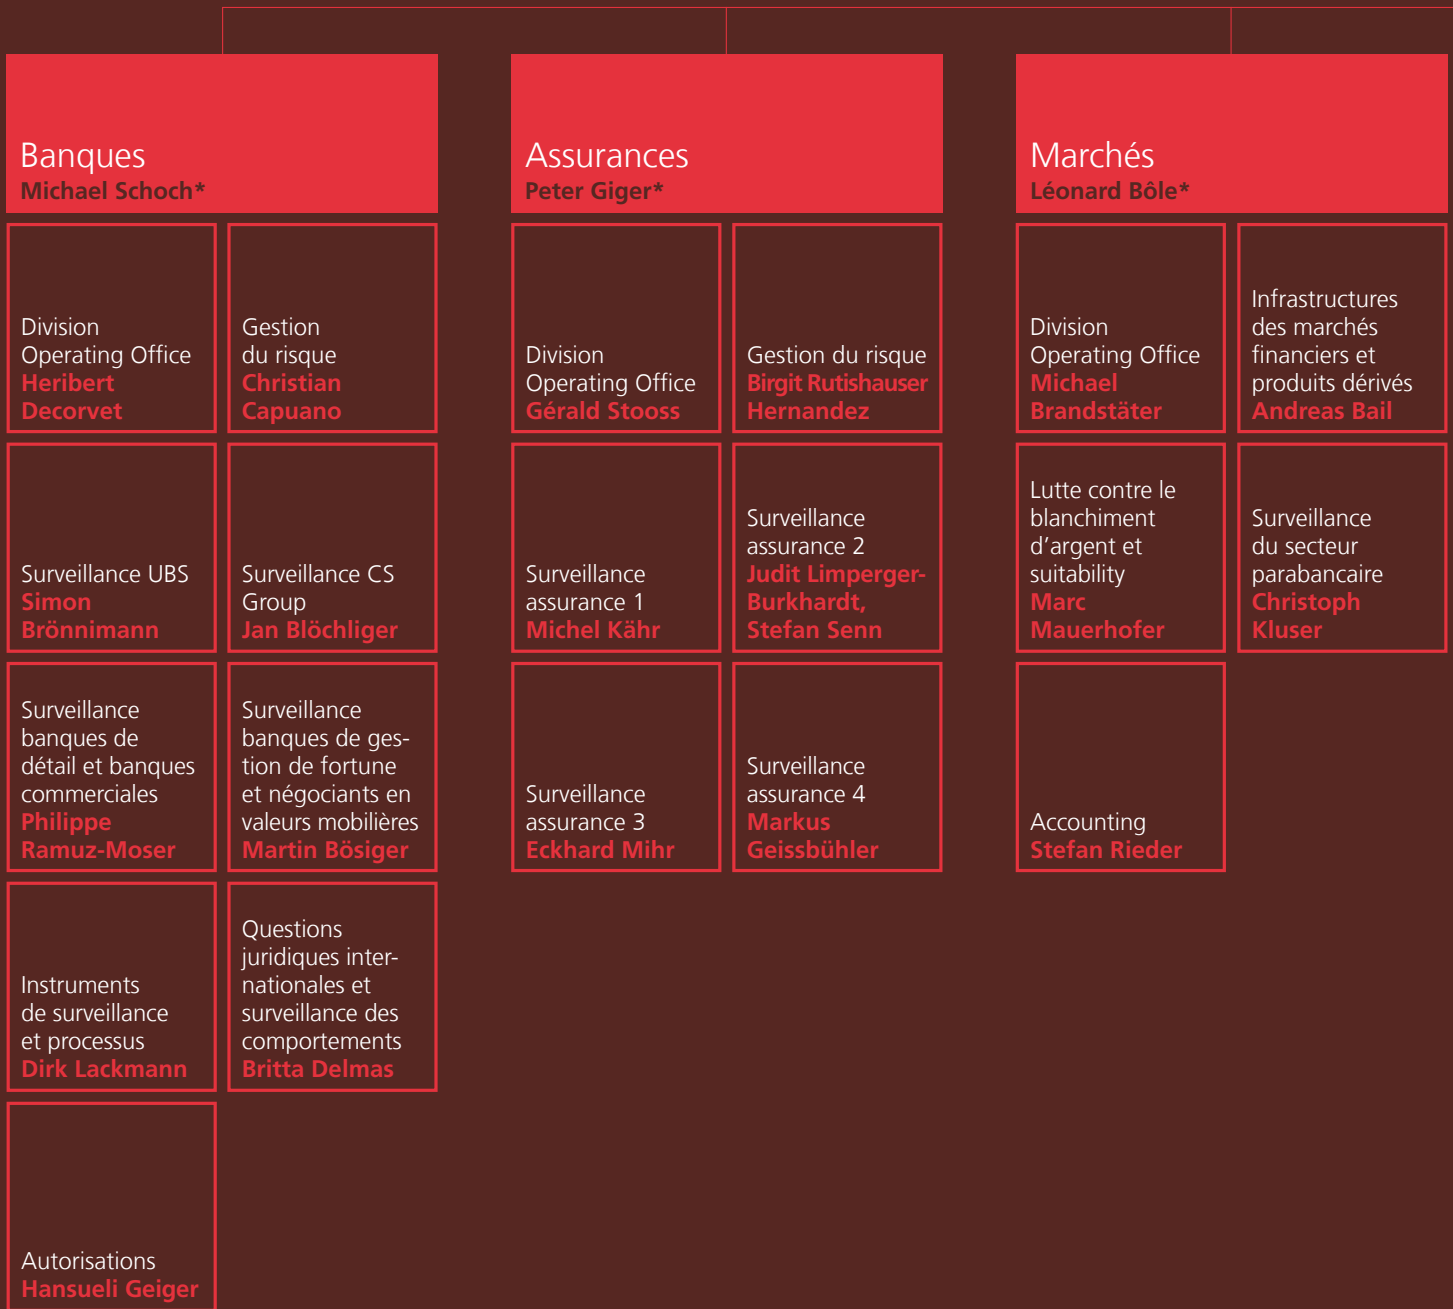 Banques
Michael Schoch*
Division
Operating Office
Heribert
Decorvet
Gestion
du risque
Christian
Capuano
Surveillance UBS
Simon
Brönnimann
Surveillance CS
Group
Jan Blöchliger
Surveillance
banques de
détail et banques
commerciales
Philippe
Ramuz-Moser
Surveillance
banques de ges-
tion de fortune
et négociants en
valeurs mobilières
Martin Bösiger
Instruments
de surveillance
et processus
Dirk Lackmann
Questions
juridiques inter-
nationales et
surveillance des
comportements
Britta Delmas
Autorisations
Hansueli Geiger
Assurances
Peter Giger*
Division
Operating Office
Gérald Stooss
Gestion du risque
Birgit Rutishauser
Hernandez
Surveillance
assurance 1
Michel Kähr
Surveillance
assurance 2
Judit Limperger-
Burkhardt,
Stefan Senn
Surveillance
assurance 3
Eckhard Mihr
Surveillance
assurance 4
Markus
Geissbühler
Marchés
Léonard Bôle*
Division
Operating Office
Michael
Brandstäter
Infrastructures
des marchés
financiers et
produits dérivés
Andreas Bail
Lutte contre le
blanchiment
d’argent et
suitability
Marc
Mauerhofer
Surveillance
du secteur
parabancaire
Christoph
Kluser
Accounting
Stefan Rieder